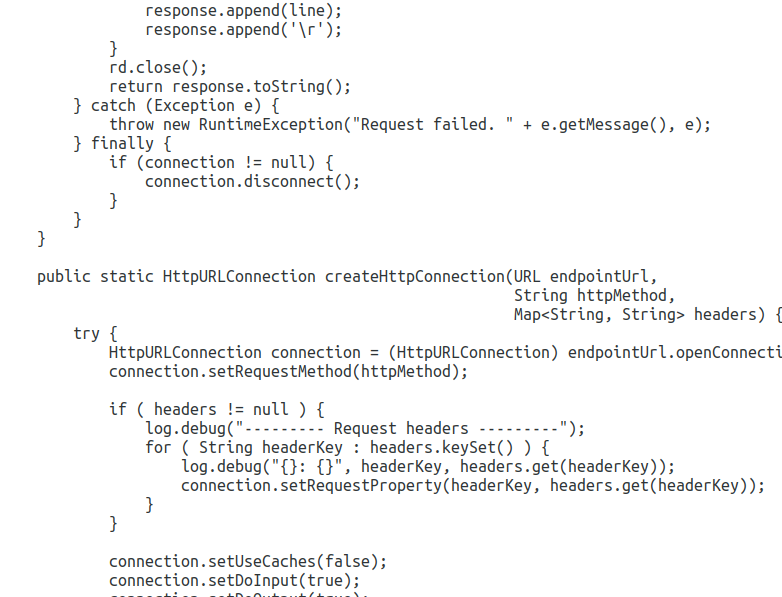 response.append(line);
response.append('\r');
}
rd.close();
return response.toString();
} catch (Exception e) {
throw new RuntimeException("Request failed. " + e.getMessage(), e);
} finally {
if (connection != null) {
connection.disconnect();
}
}
}
public static HttpURLConnection createHttpConnection(URL endpointUrl,
String httpMethod,
Map<String, String> headers) {
try {
HttpURLConnection connection = (HttpURLConnection) endpointUrl.openConnecti
connection.setRequestMethod(httpMethod);
if ( headers != null ) {
log.debug("--------- Request headers ---------");
for ( String headerKey : headers.keySet() ) {
log.debug("{}: {}", headerKey, headers.get(headerKey));
connection.setRequestProperty(headerKey, headers.get(headerKey));
}
}
connection.setUseCaches(false);
connection.setDoInput(true);